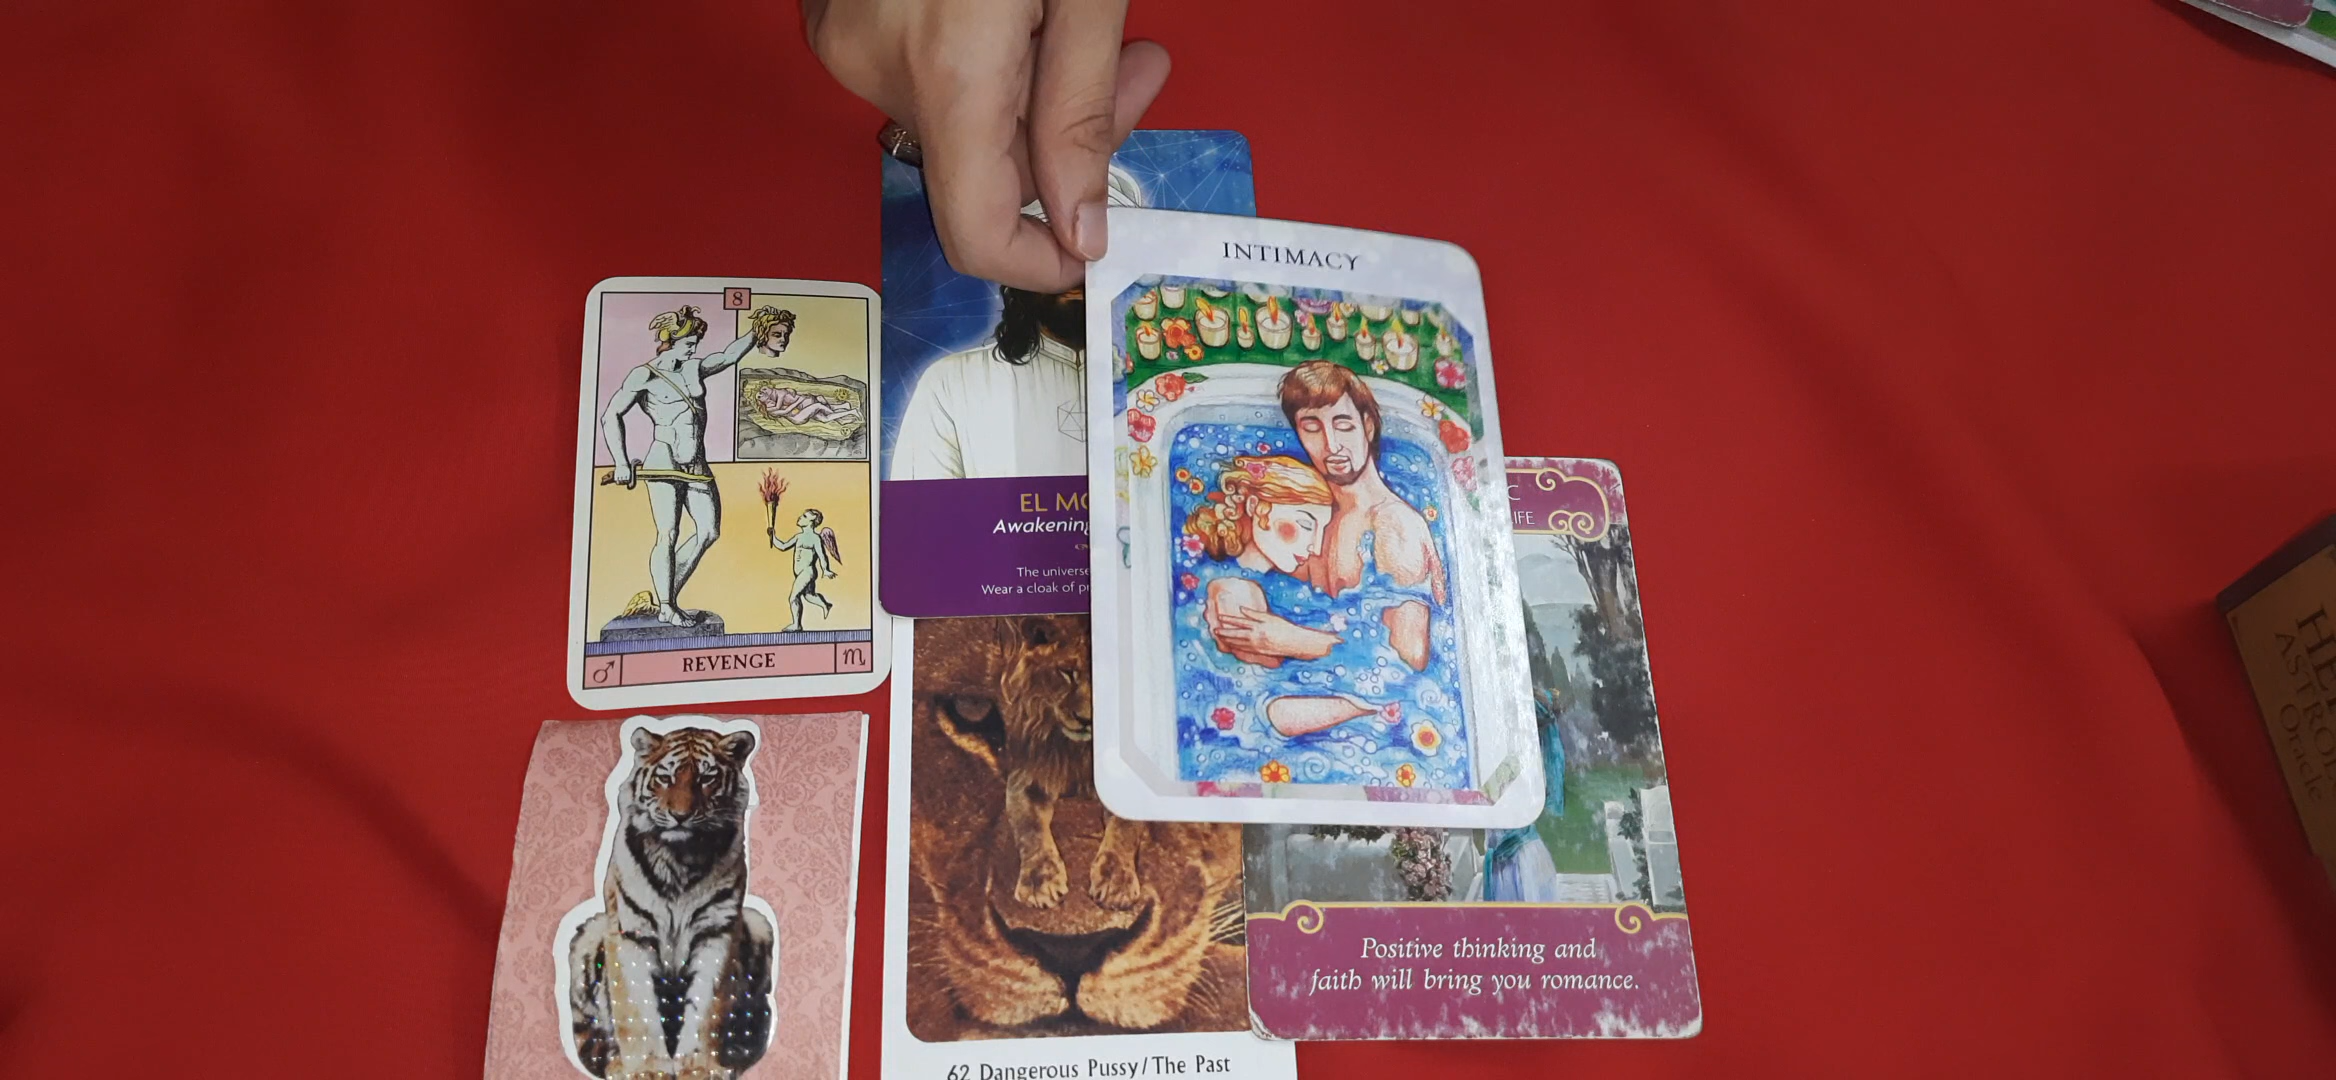 INTIMACY
8
REVENGE
EL MO
Awakening
The universe
Wear a cloak of
IFE
Positive thinking and
faith will bring you romance.
62 Dangerous Pussy/The Past
Oracle